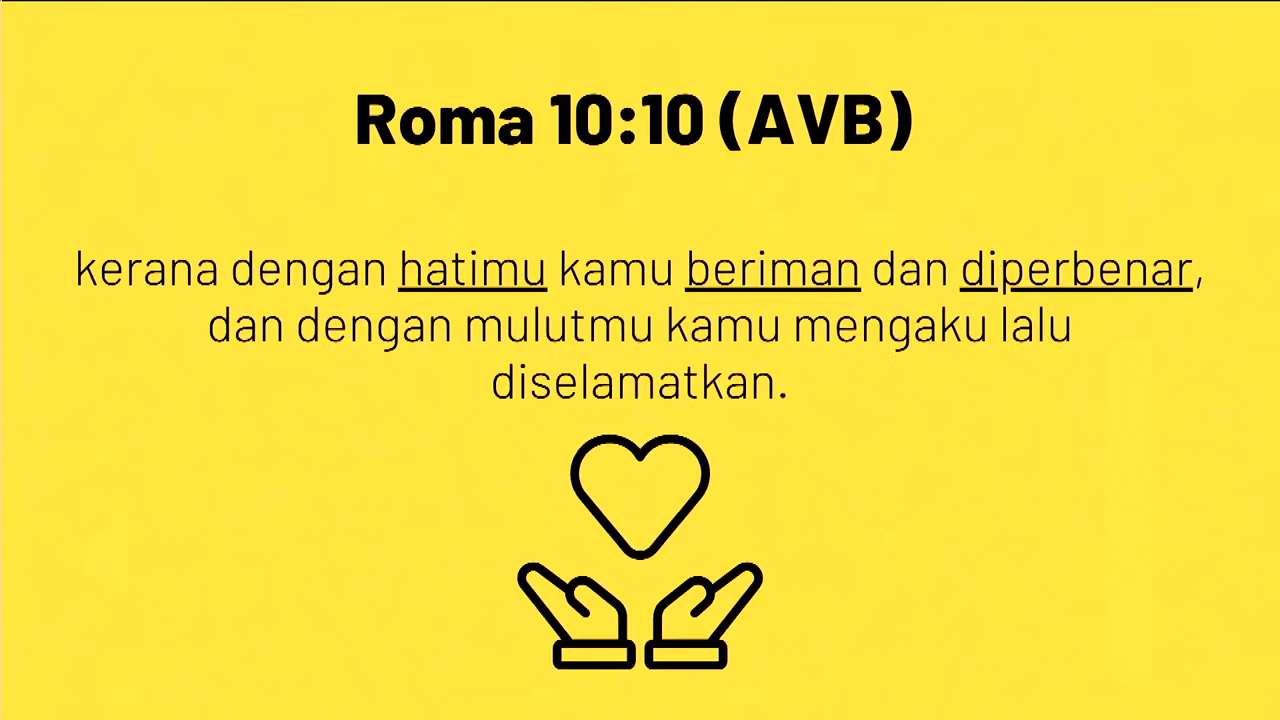 Roma 10:10 (AVB)
kerana dengan hatimu kamu beriman dan diperbenar,
dan dengan mulutmu kamu mengaku lalu
diselamatkan.